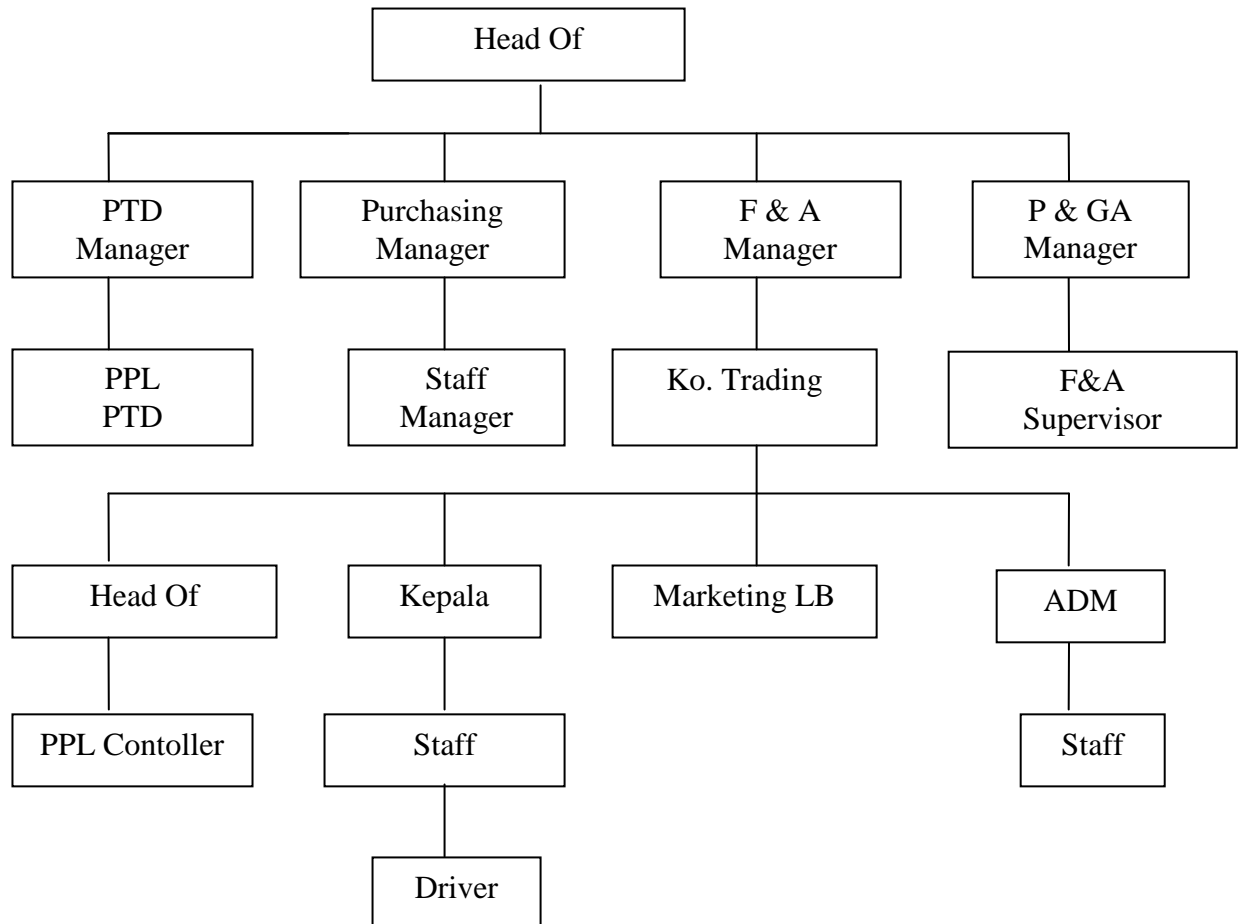 Head Of
PTD
Manager
Purchasing
Manager
F & A
Manager
P & GA
Manager
PPL
PTD
Staff
Manager
Ko. Trading
F&A
Supervisor
Head Of
Kepala
Marketing LB
ADM
PPL Contoller
Staff
Staff
Driver